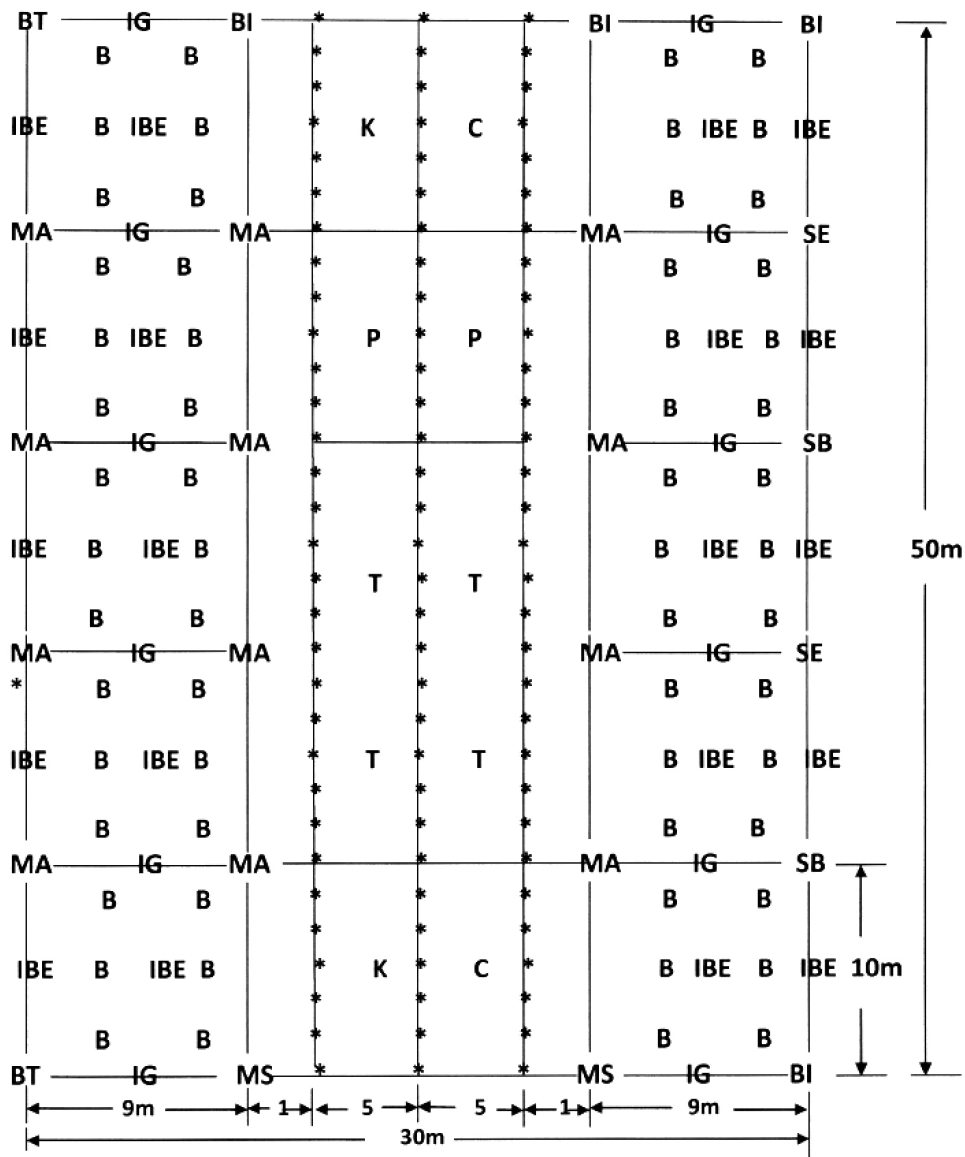 BT IG BI * * * BI IG BI
* * *
B B B B
* * *
IBE B IBE B * K * C * B IBE B IBE
* * *
B B * * * B B
MA IG MA * * * MA IG SE
B B * * * B B
* * *
IBE B IBE B * P * P * B IBE B IBE
* * *
B B * * * B B
MA IG MA * * * MA IG SB
B B * * * B B
* * *
IBE B IBE B * * * B IBE B IBE 50m
* T * T *
B B * * * B B
MA IG MA * * * MA IG SE
* B B * * * B B
* * *
IBE B IBE B * T * T * B IBE B IBE
* * *
B B * * * B B
MA IG MA * * * MA IG SB
B B * * * B B
* * *
IBE B IBE B * K * C * B IBE B IBE 10m
* * *
B B * * * B B
BT IG MS * * * MS IG BI
9m 1 5 5 1 9m
30m